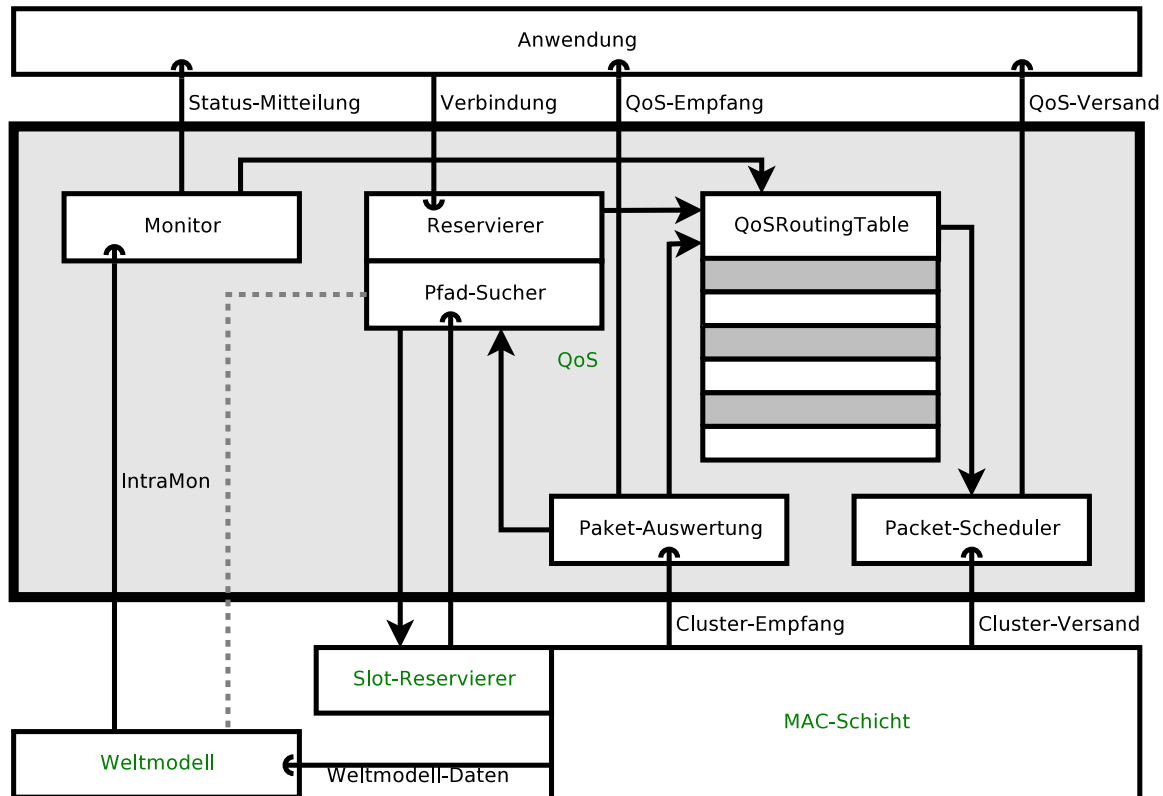 Anwendung
Status-Mitteilung
Verbindung
QoS-Empfang
QoS-Versand
Monitor
Reservierer
QoSRoutingTable
Pfad-Sucher
QoS
IntraMon
Paket-Auswertung
Packet-Scheduler
Cluster-Empfang
Cluster-Versand
Slot-Reservierer
MAC-Schicht
Weltmodell
Weltmodell-Daten